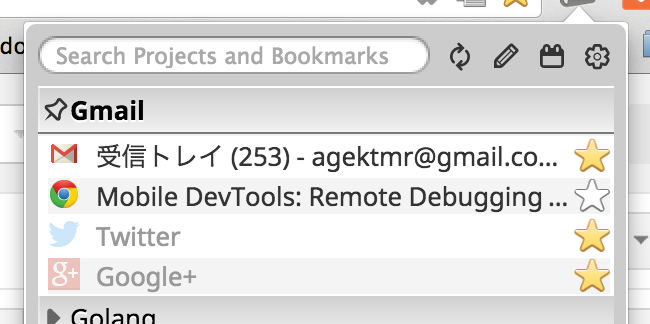 do
Search Projects and Bookmarks
Gmail
受信トレイ (253) - agektmr@gmail.co...
Mobile DevTools: Remote Debugging ...
Twitter
g+ Google+
Golang